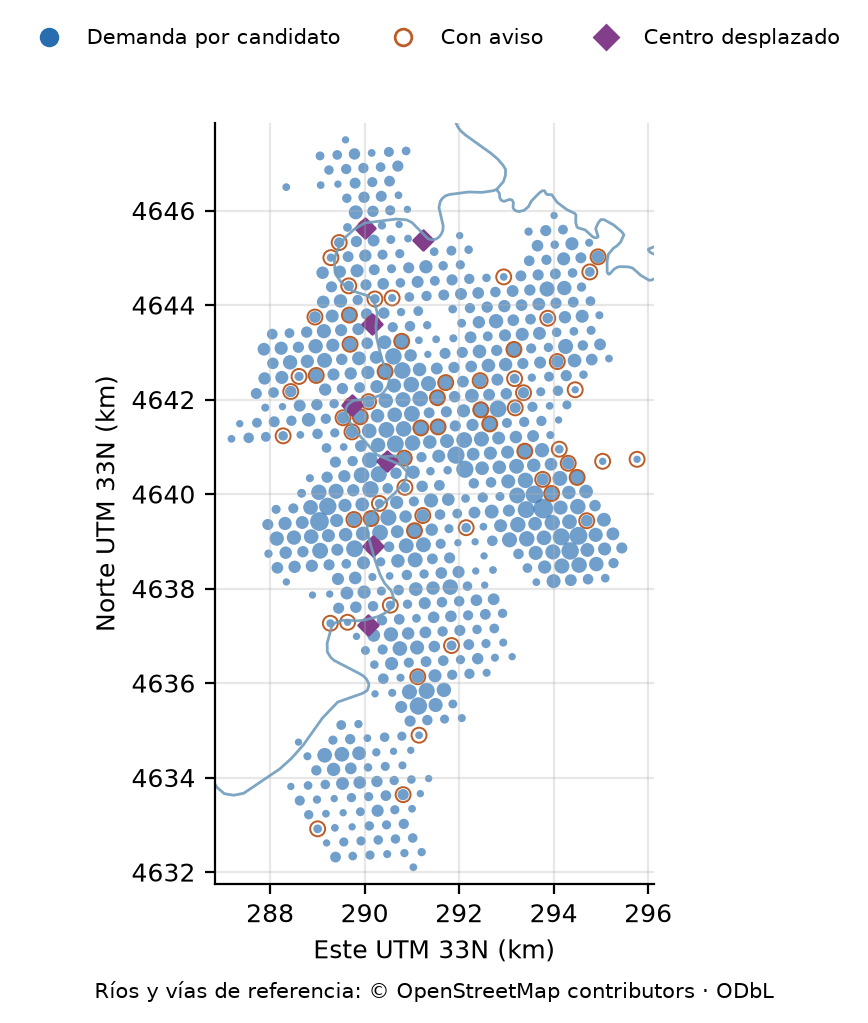 Demanda por candidato   Con aviso   Centro desplazado
4646
4644
4642
4640
4638
4636
4634
4632
Norte UTM 33N (km)
288 290 292 294 296
Este UTM 33N (km)
Ríos y vías de referencia: © OpenStreetMap contributors · ODbL